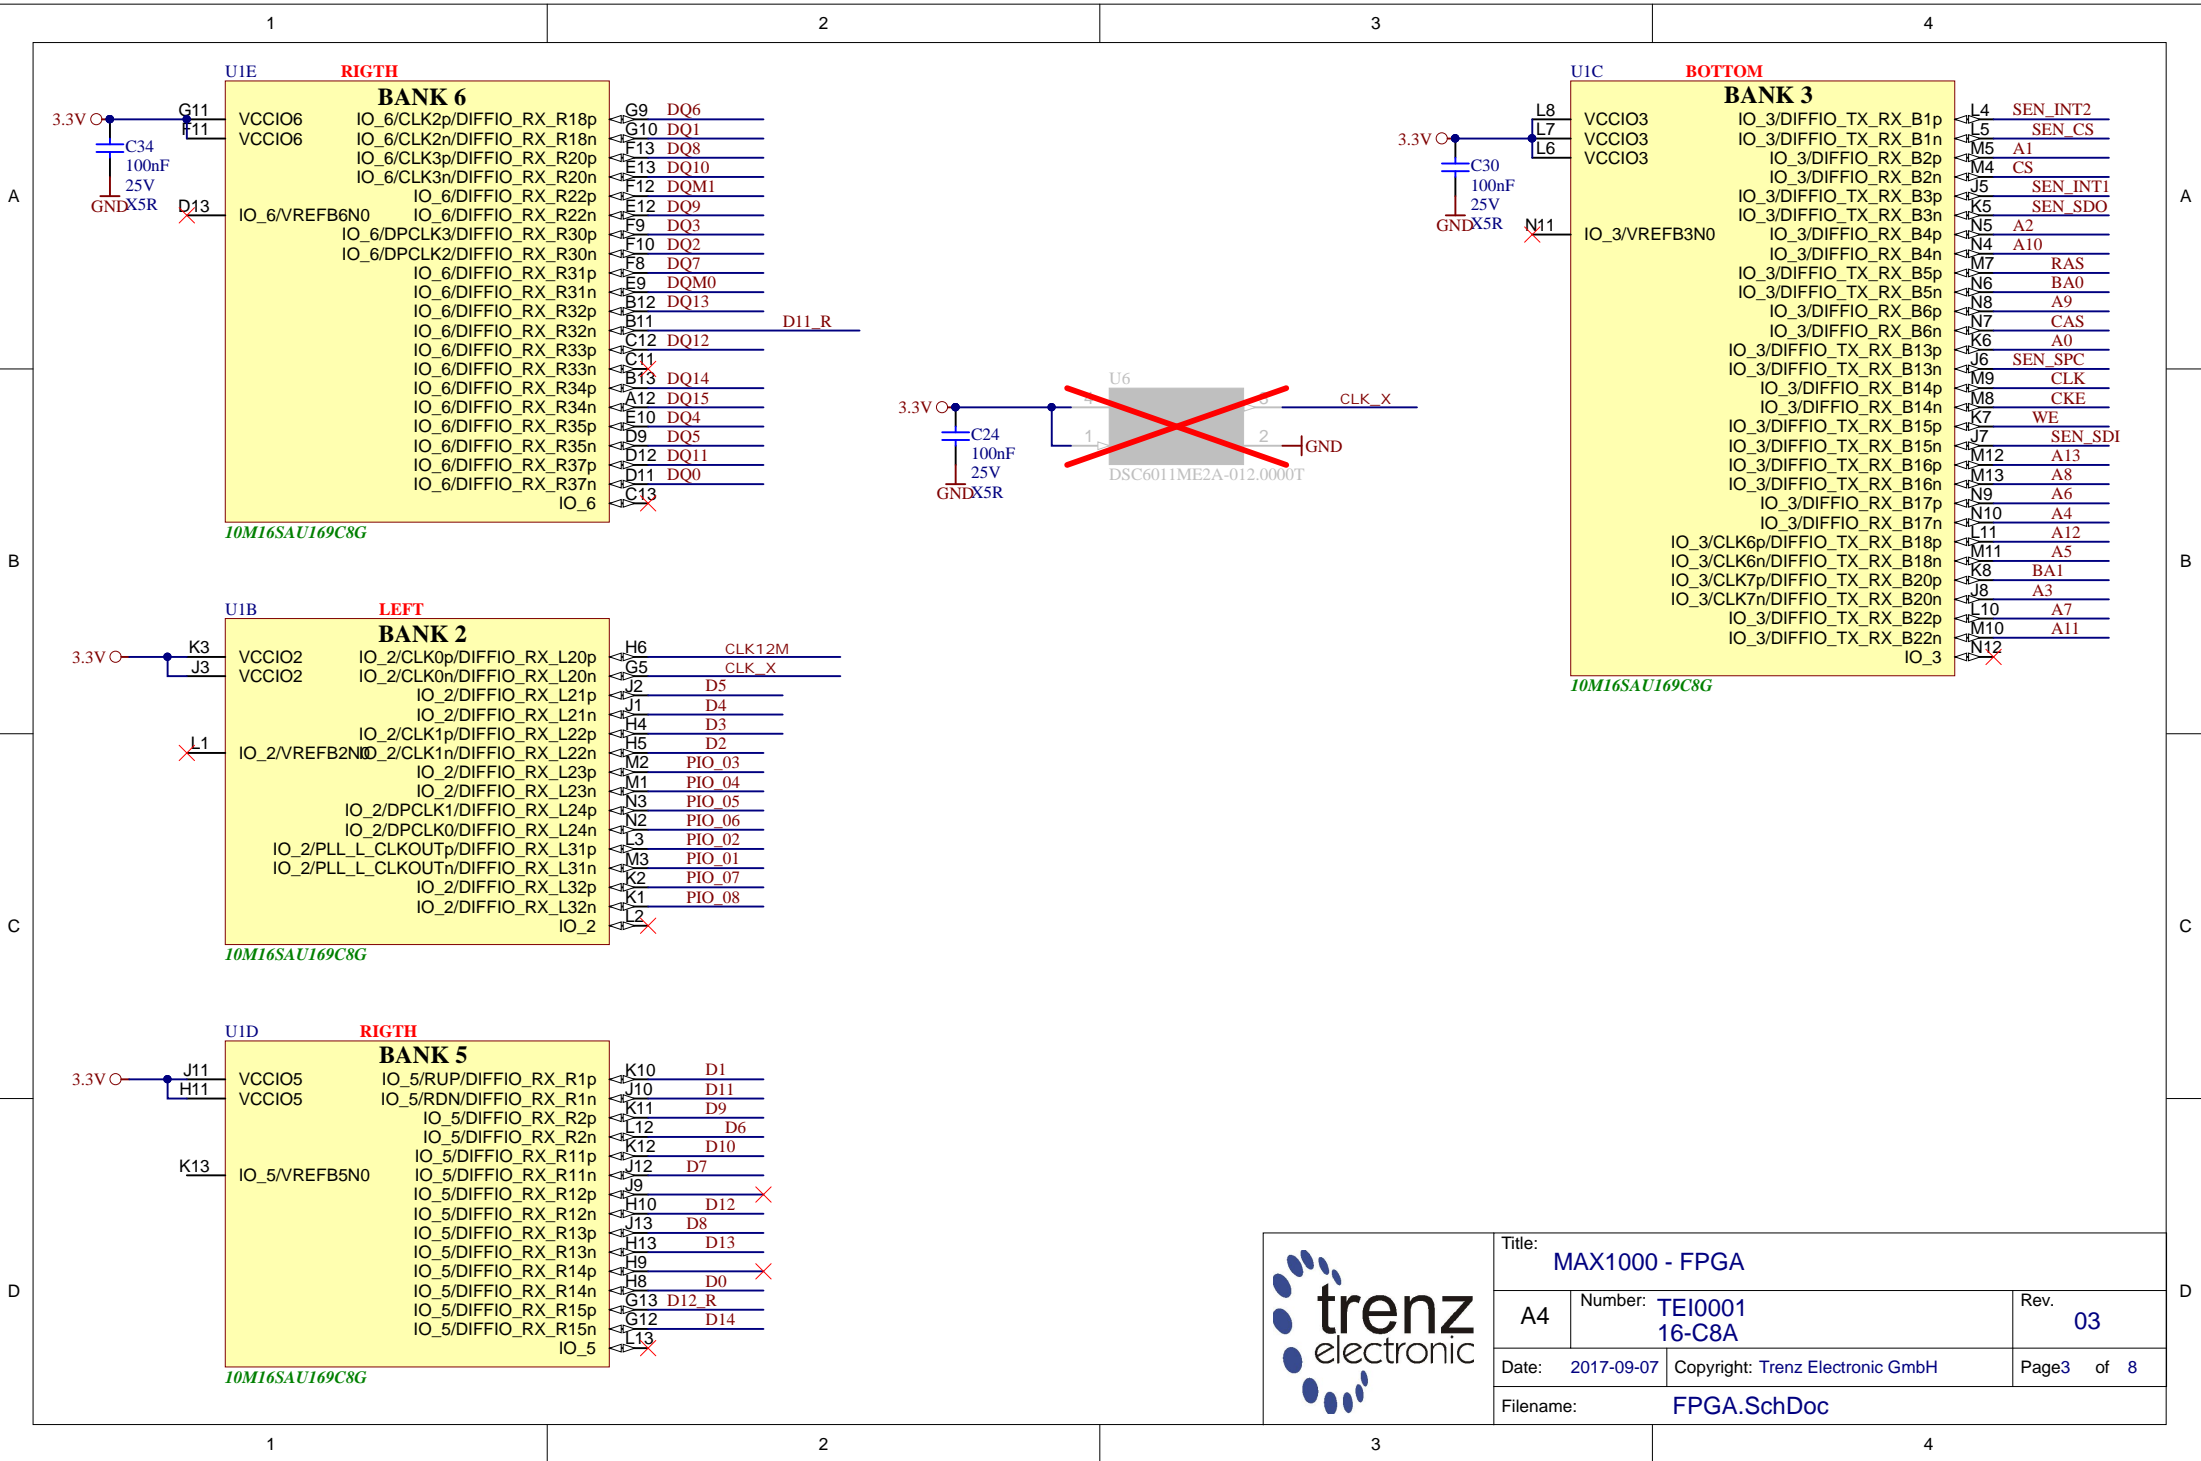 1 2 3 4
A
B
C
D
A
B
C
D
U1E RIGTH
BANK 6
3.3V
C34
100nF
25V
X5R
GND
G11 VCCIO6
F11 VCCIO6
D13 IO_6/VREFB6N0
IO_6/CLK2p/DIFFIO_RX_R18p G9 DQ6
IO_6/CLK2n/DIFFIO_RX_R18n G10 DQ1
IO_6/CLK3p/DIFFIO_RX_R20p F13 DQ8
IO_6/CLK3n/DIFFIO_RX_R20n E13 DQ10
IO_6/DIFFIO_RX_R22p F12 DQM1
IO_6/DIFFIO_RX_R22n E12 DQ9
IO_6/DPCLK3/DIFFIO_RX_R30p F9 DQ3
IO_6/DPCLK2/DIFFIO_RX_R30n F10 DQ2
IO_6/DIFFIO_RX_R31p F8 DQ7
IO_6/DIFFIO_RX_R31n E9 DQM0
IO_6/DIFFIO_RX_R32p B12 DQ13
IO_6/DIFFIO_RX_R32n B11 D11_R
IO_6/DIFFIO_RX_R33p C12 DQ12
IO_6/DIFFIO_RX_R33n C11
IO_6/DIFFIO_RX_R34p B13 DQ14
IO_6/DIFFIO_RX_R34n A12 DQ15
IO_6/DIFFIO_RX_R35p E10 DQ4
IO_6/DIFFIO_RX_R35n D9 DQ5
IO_6/DIFFIO_RX_R37p D12 DQ11
IO_6/DIFFIO_RX_R37n D11 DQ0
IO_6 C13
10M16SAU169C8G
U6
3.3V
C24
100nF
25V
X5R
GND
4 3 CLK_X
1 2 GND
DSC6011ME2A-012.0000T
U1C BOTTOM
BANK 3
3.3V
C30
100nF
25V
X5R
GND
L8 VCCIO3
L7 VCCIO3
L6 VCCIO3
N11 IO_3/VREFB3N0
IO_3/DIFFIO_TX_RX_B1p L4 SEN_INT2
IO_3/DIFFIO_TX_RX_B1n L5 SEN_CS
IO_3/DIFFIO_RX_B2p M5 A1
IO_3/DIFFIO_RX_B2n M4 CS
IO_3/DIFFIO_TX_RX_B3p J5 SEN_INT1
IO_3/DIFFIO_TX_RX_B3n K5 SEN_SDO
IO_3/DIFFIO_RX_B4p N5 A2
IO_3/DIFFIO_RX_B4n N4 A10
IO_3/DIFFIO_TX_RX_B5p M7 RAS
IO_3/DIFFIO_TX_RX_B5n N6 BA0
IO_3/DIFFIO_RX_B6p N8 A9
IO_3/DIFFIO_RX_B6n N7 CAS
IO_3/DIFFIO_TX_RX_B13p K6 A0
IO_3/DIFFIO_TX_RX_B13n J6 SEN_SPC
IO_3/DIFFIO_RX_B14p M9 CLK
IO_3/DIFFIO_RX_B14n M8 CKE
IO_3/DIFFIO_TX_RX_B15p K7 WE
IO_3/DIFFIO_TX_RX_B15n J7 SEN_SDI
IO_3/DIFFIO_TX_RX_B16p M12 A13
IO_3/DIFFIO_TX_RX_B16n M13 A8
IO_3/DIFFIO_RX_B17p N9 A6
IO_3/DIFFIO_RX_B17n N10 A4
IO_3/CLK6p/DIFFIO_TX_RX_B18p L11 A12
IO_3/CLK6n/DIFFIO_TX_RX_B18n M11 A5
IO_3/CLK7p/DIFFIO_TX_RX_B20p K8 BA1
IO_3/CLK7n/DIFFIO_TX_RX_B20n J8 A3
IO_3/DIFFIO_TX_RX_B22p L10 A7
IO_3/DIFFIO_TX_RX_B22n M10 A11
IO_3 N12
10M16SAU169C8G
U1B LEFT
BANK 2
3.3V
K3 VCCIO2
J3 VCCIO2
L1 IO_2/VREFB2N0
IO_2/CLK0p/DIFFIO_RX_L20p H6 CLK12M
IO_2/CLK0n/DIFFIO_RX_L20n G5 CLK_X
IO_2/DIFFIO_RX_L21p J2 D5
IO_2/DIFFIO_RX_L21n J1 D4
IO_2/CLK1p/DIFFIO_RX_L22p H4 D3
IO_2/CLK1n/DIFFIO_RX_L22n H5 D2
IO_2/DIFFIO_RX_L23p M2 PIO_03
IO_2/DIFFIO_RX_L23n M1 PIO_04
IO_2/DPCLK1/DIFFIO_RX_L24p N3 PIO_05
IO_2/DPCLK0/DIFFIO_RX_L24n N2 PIO_06
IO_2/PLL_L_CLKOUTp/DIFFIO_RX_L31p L3 PIO_02
IO_2/PLL_L_CLKOUTn/DIFFIO_RX_L31n M3 PIO_01
IO_2/DIFFIO_RX_L32p K2 PIO_07
IO_2/DIFFIO_RX_L32n K1 PIO_08
IO_2 L2
10M16SAU169C8G
U1D RIGTH
BANK 5
3.3V
J11 VCCIO5
H11 VCCIO5
K13 IO_5/VREFB5N0
IO_5/RUP/DIFFIO_RX_R1p K10 D1
IO_5/RDN/DIFFIO_RX_R1n J10 D11
IO_5/DIFFIO_RX_R2p K11 D9
IO_5/DIFFIO_RX_R2n L12 D6
IO_5/DIFFIO_RX_R11p K12 D10
IO_5/DIFFIO_RX_R11n J12 D7
IO_5/DIFFIO_RX_R12p J9
IO_5/DIFFIO_RX_R12n H10 D12
IO_5/DIFFIO_RX_R13p J13 D8
IO_5/DIFFIO_RX_R13n H13 D13
IO_5/DIFFIO_RX_R14p H9
IO_5/DIFFIO_RX_R14n H8 D0
IO_5/DIFFIO_RX_R15p G13 D12_R
IO_5/DIFFIO_RX_R15n G12 D14
IO_5 L13
10M16SAU169C8G
trenz
electronic
Title:
MAX1000 - FPGA
A4 Number: TEI0001
16-C8A
Rev.
03
Date: 2017-09-07 Copyright: Trenz Electronic GmbH Page3 of 8
Filename: FPGA.SchDoc
1 2 3 4